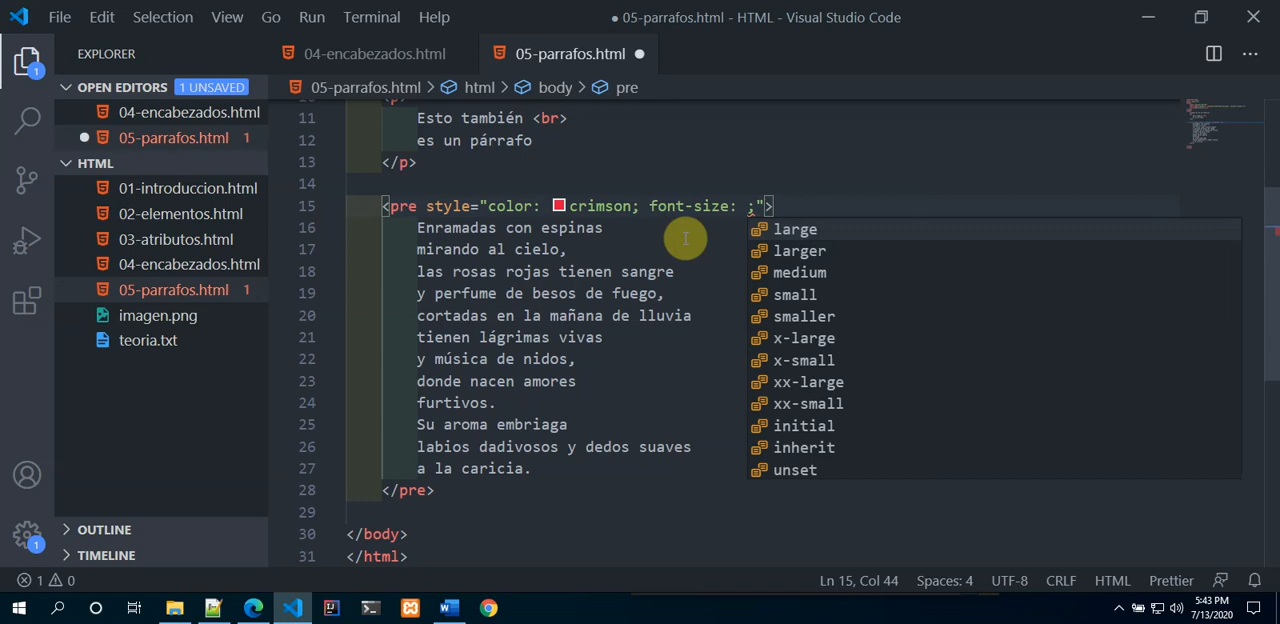 File Edit Selection View Go Run Terminal Help
● 05-parrafos.html - HTML - Visual Studio Code
EXPLORER
04-encabezados.html
05-parrafos.html ●
OPEN EDITORS 1 UNSAVED
05-parrafos.html > html > body > pre
04-encabezados.html
05-parrafos.html 1
HTML
01-introduccion.html
02-elementos.html
03-atributos.html
04-encabezados.html
05-parrafos.html 1
imagen.png
teoria.txt
OUTLINE
TIMELINE
11 Esto también <br>
12 es un párrafo
13 </p>
14
15 <pre style="color: crimson; font-size: ;">
16 Enramadas con espinas
17 mirando al cielo,
18 las rosas rojas tienen sangre
19 y perfume de besos de fuego,
20 cortadas en la mañana de lluvia
21 tienen lágrimas vivas
22 y música de nidos,
23 donde nacen amores
24 furtivos.
25 Su aroma embriaga
26 labios dadivosos y dedos suaves
27 a la caricia.
28 </pre>
29
30 </body>
31 </html>
large
larger
medium
small
smaller
x-large
x-small
xx-large
xx-small
initial
inherit
unset
1
1
1 0
Ln 15, Col 44 Spaces: 4 UTF-8 CRLF HTML Prettier
5:43 PM
7/13/2020